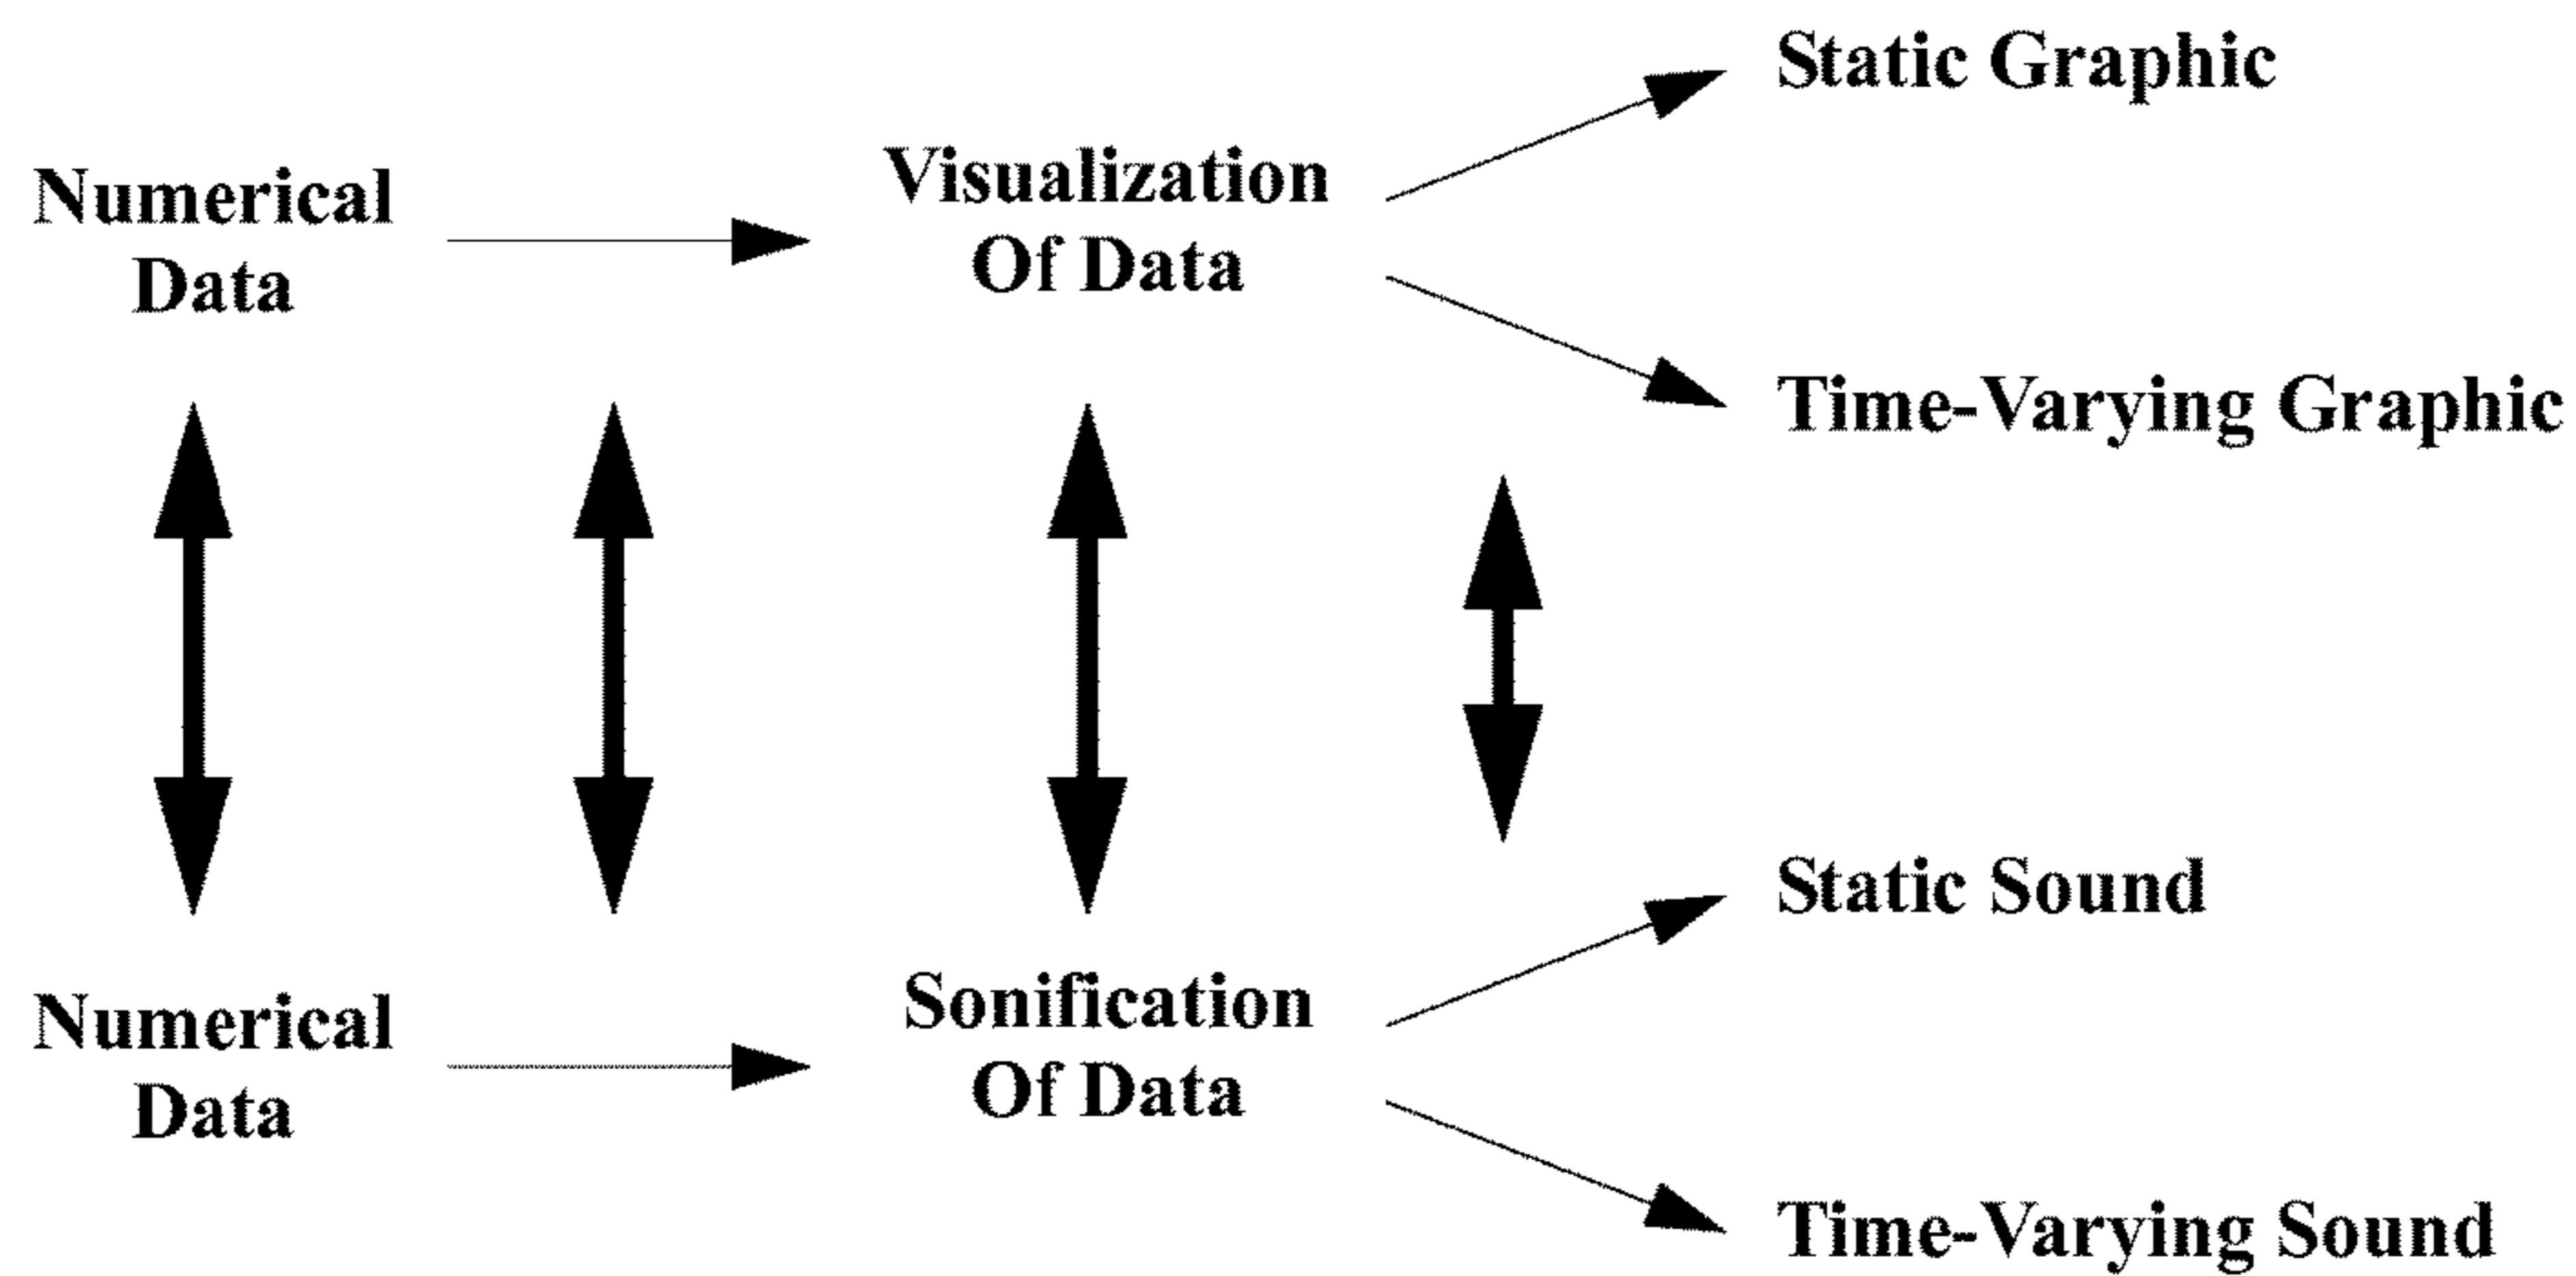 Numerical
Data
Visualization
Of Data
Static Graphic
Time-Varying Graphic
Numerical
Data
Sonification
Of Data
Static Sound
Time-Varying Sound